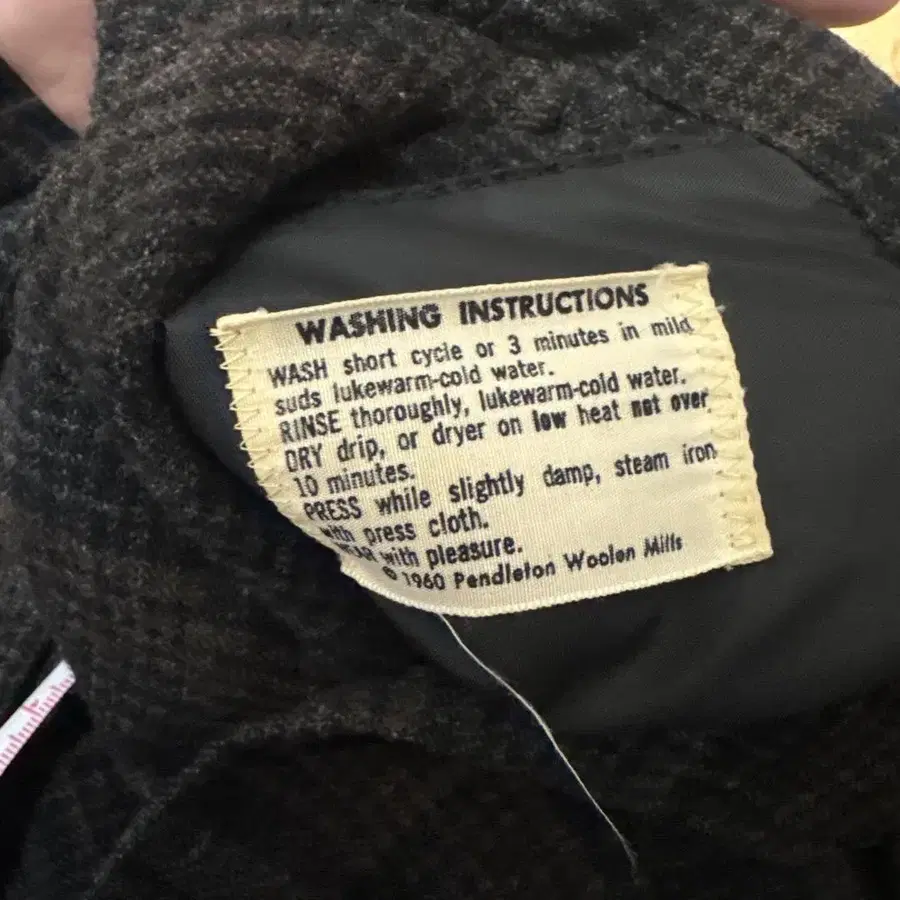 WASHING INSTRUCTIONS
WASH short cycle or 3 minutes in mild
suds lukewarm-cold water.
RINSE thoroughly, lukewarm-cold water.
DRY drip, or dryer on low heat not over
10 minutes.
PRESS while slightly damp, steam iron
with press cloth.
WEAR with pleasure.
© 1960 Pendleton Woolen Mills